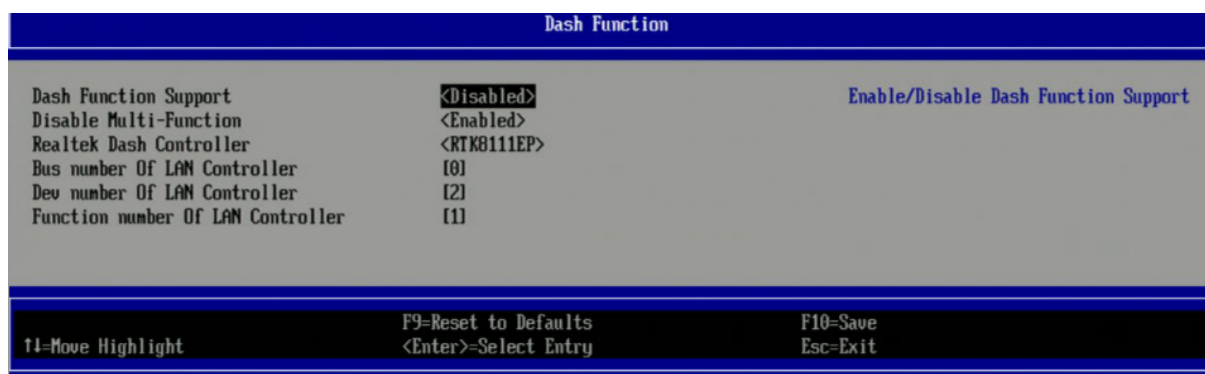 Dash Function
Dash Function Support <Disabled> Enable/Disable Dash Function Support
Disable Multi-Function <Enabled>
Realtek Dash Controller <RTK8111EP>
Bus number Of LAN Controller [0]
Dev number Of LAN Controller [2]
Function number Of LAN Controller [1]
F9=Reset to Defaults F10=Save
↑↓=Move Highlight <Enter>=Select Entry Esc=Exit